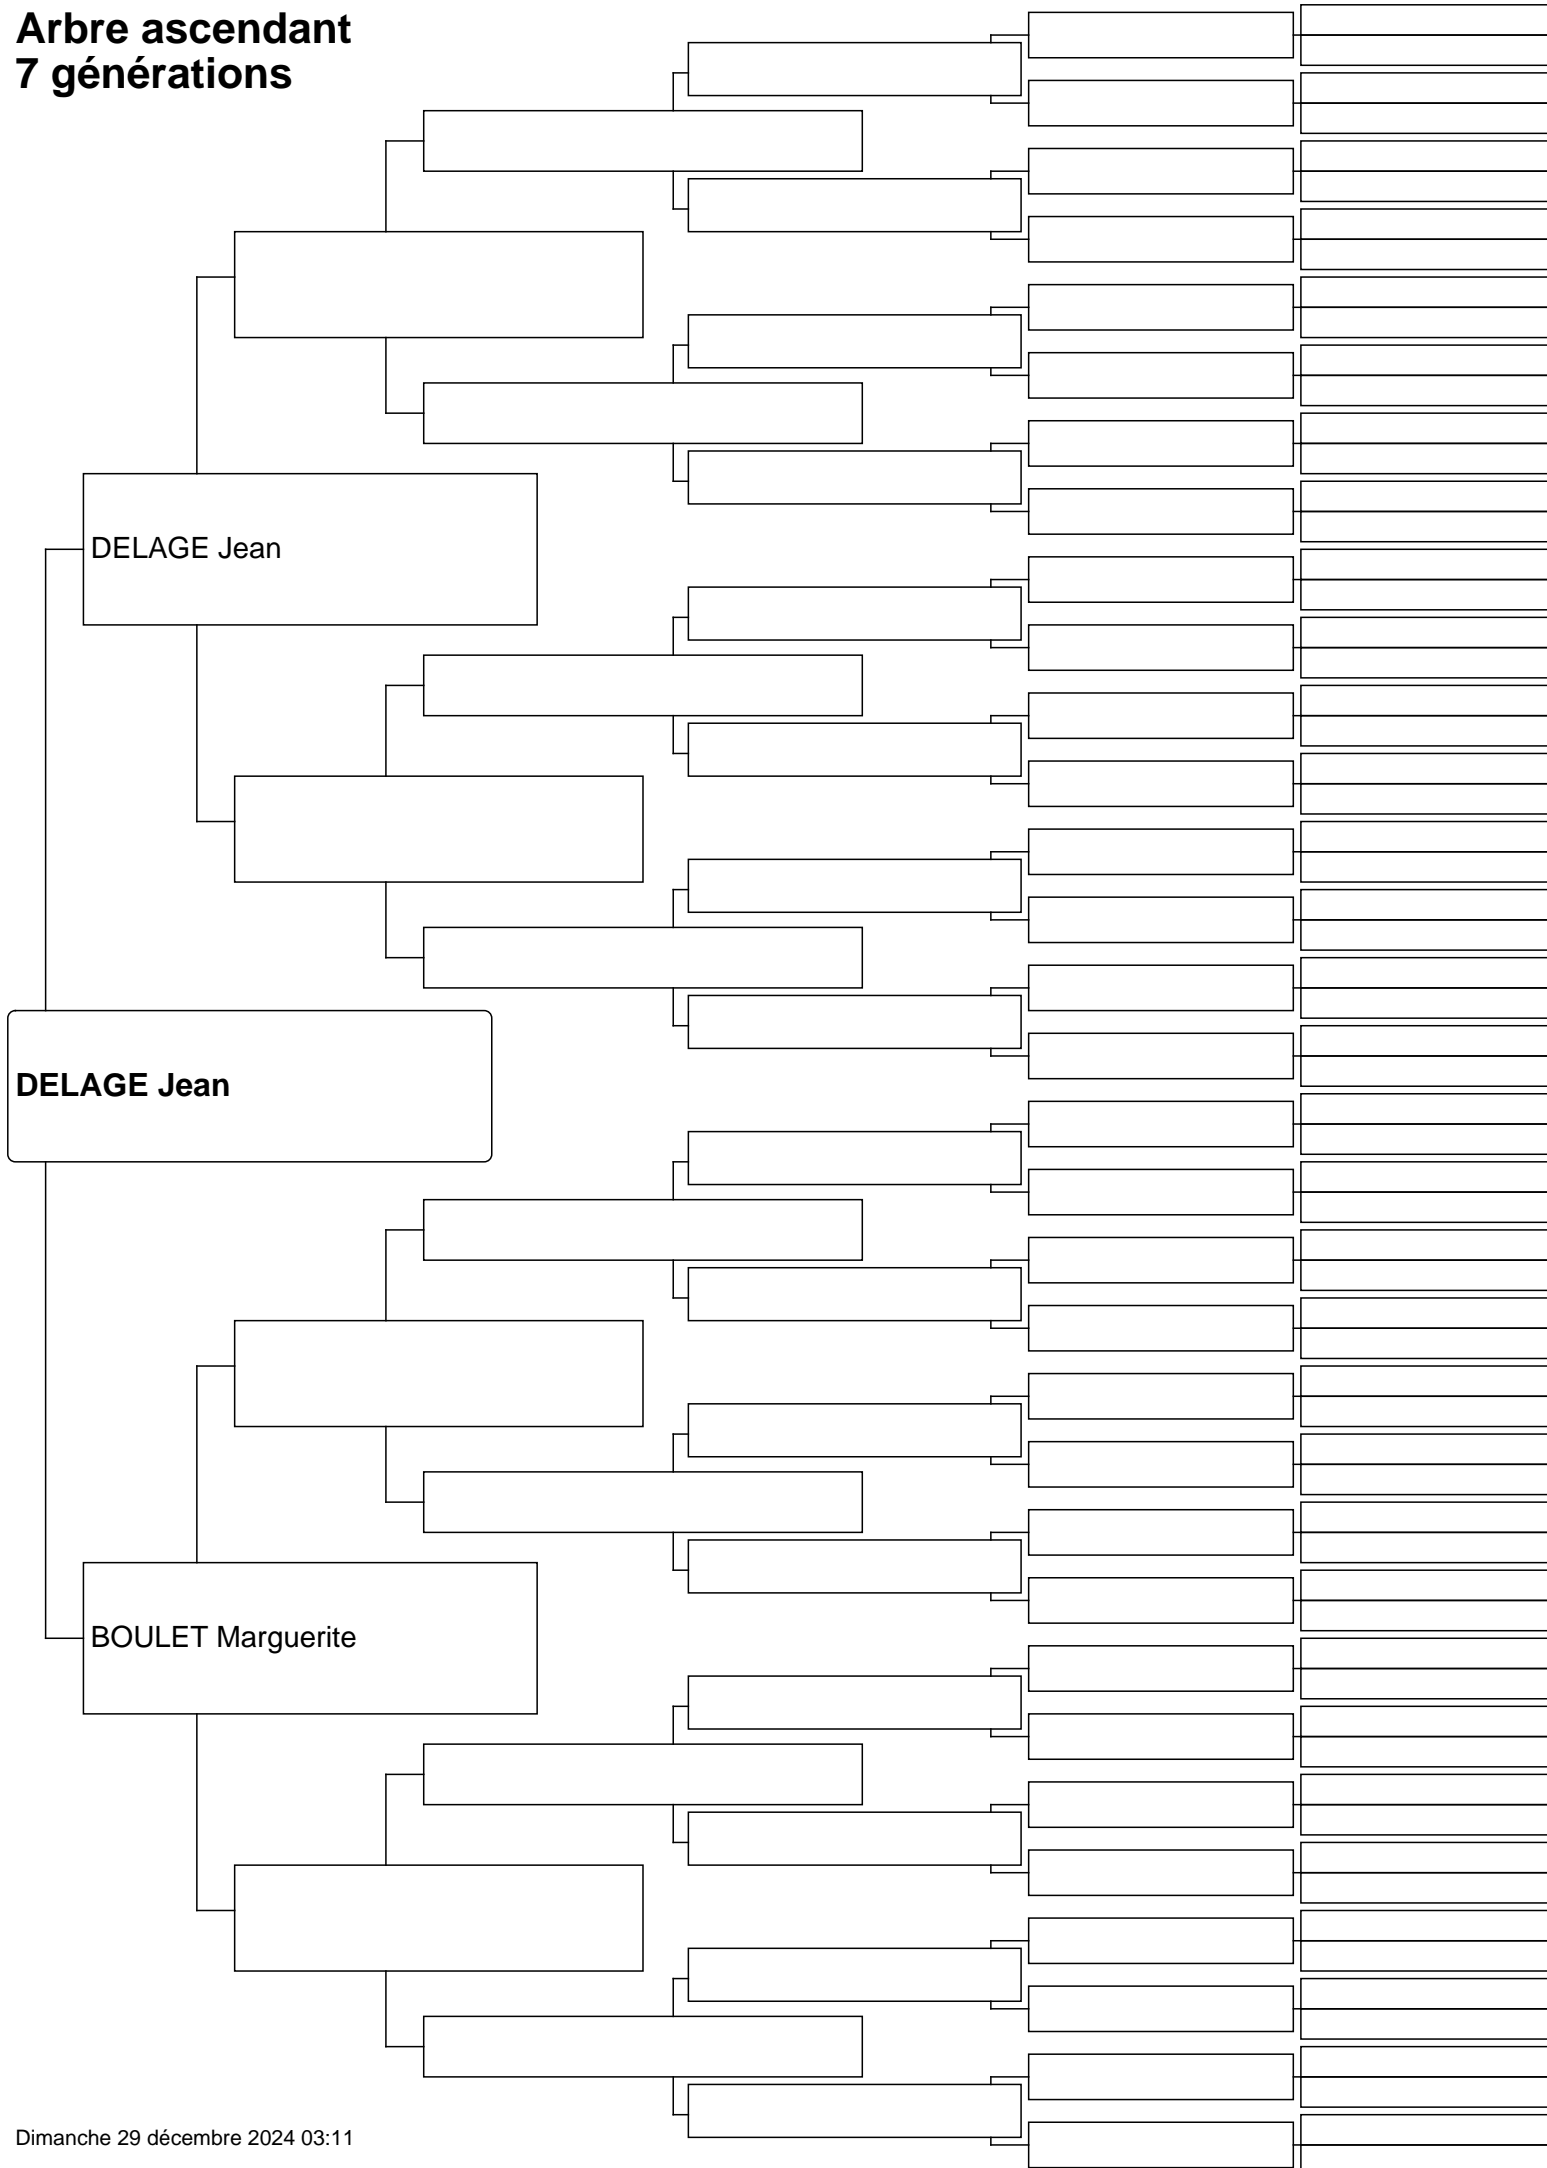 Arbre ascendant
7 générations
DELAGE Jean
DELAGE Jean
BOULET Marguerite
Dimanche 29 décembre 2024 03:11